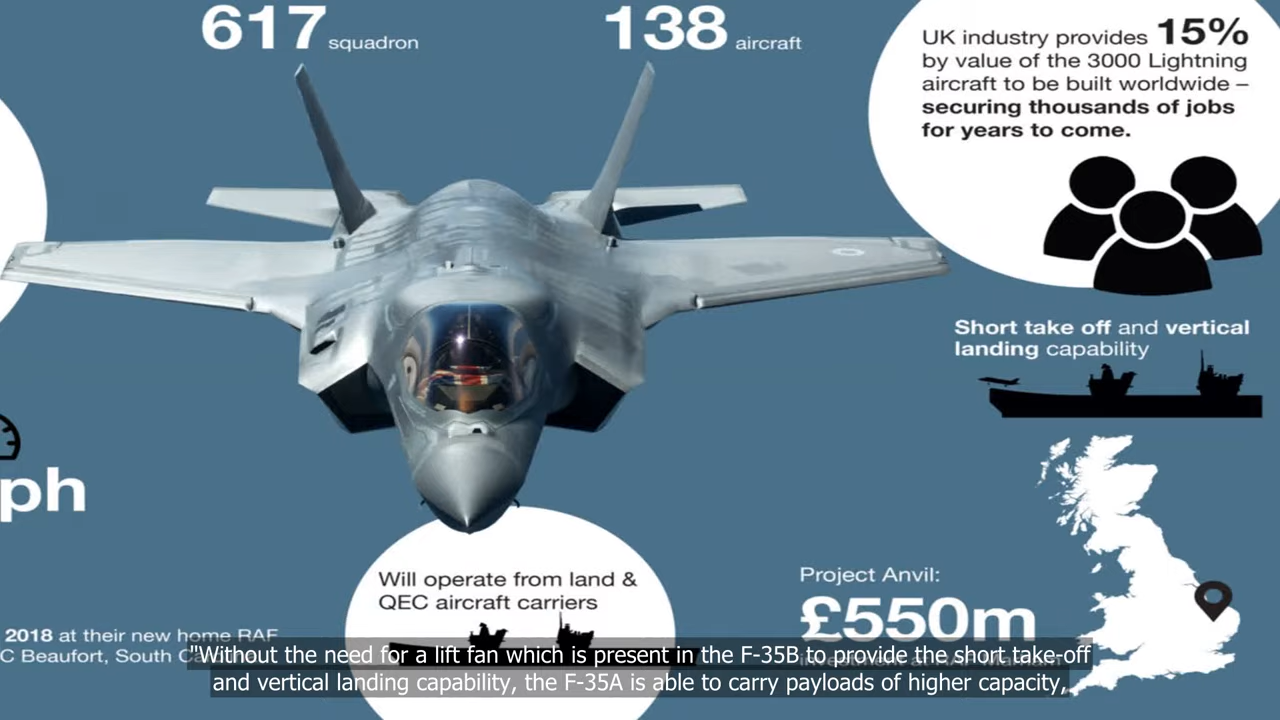 617 squadron
138 aircraft
UK industry provides 15%
by value of the 3000 Lightning
aircraft to be built worldwide –
securing thousands of jobs
for years to come.
Short take off and vertical
landing capability
ph
Will operate from land &
QEC aircraft carriers
Project Anvil:
£550m
2018 at their new home RAF
C Beaufort, South
"Without the need for a lift fan which is present in the F-35B to provide the short take-off
and vertical landing capability, the F-35A is able to carry payloads of higher capacity,